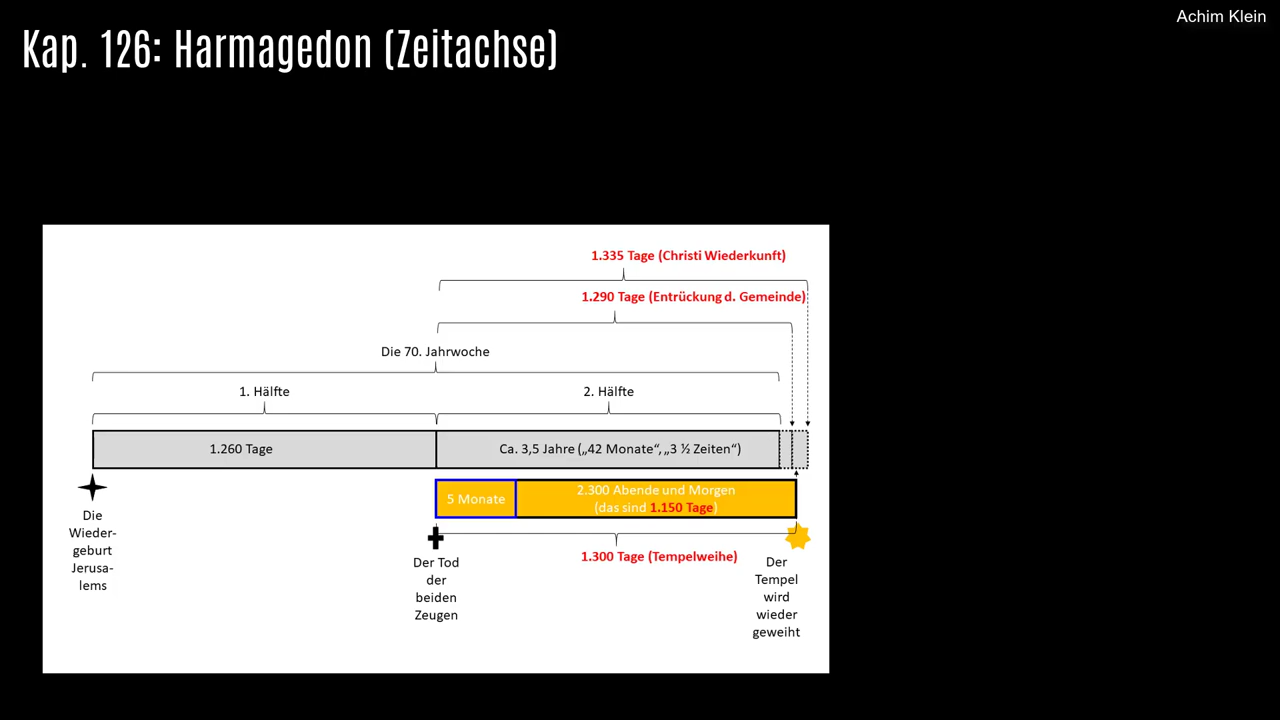 Achim Klein
Kap. 126: Harmagedon (Zeitachse)
1.335 Tage (Christi Wiederkunft)
1.290 Tage (Entrückung d. Gemeinde)
Die 70. Jahrwoche
1. Hälfte
2. Hälfte
1.260 Tage
Ca. 3,5 Jahre („42 Monate“, „3 ½ Zeiten“)
5 Monate
2.300 Abende und Morgen
(das sind 1.150 Tage)
1.300 Tage (Tempelweihe)
Die
Wieder-
geburt
Jerusa-
lems
Der Tod
der
beiden
Zeugen
Der
Tempel
wird
wieder
geweiht